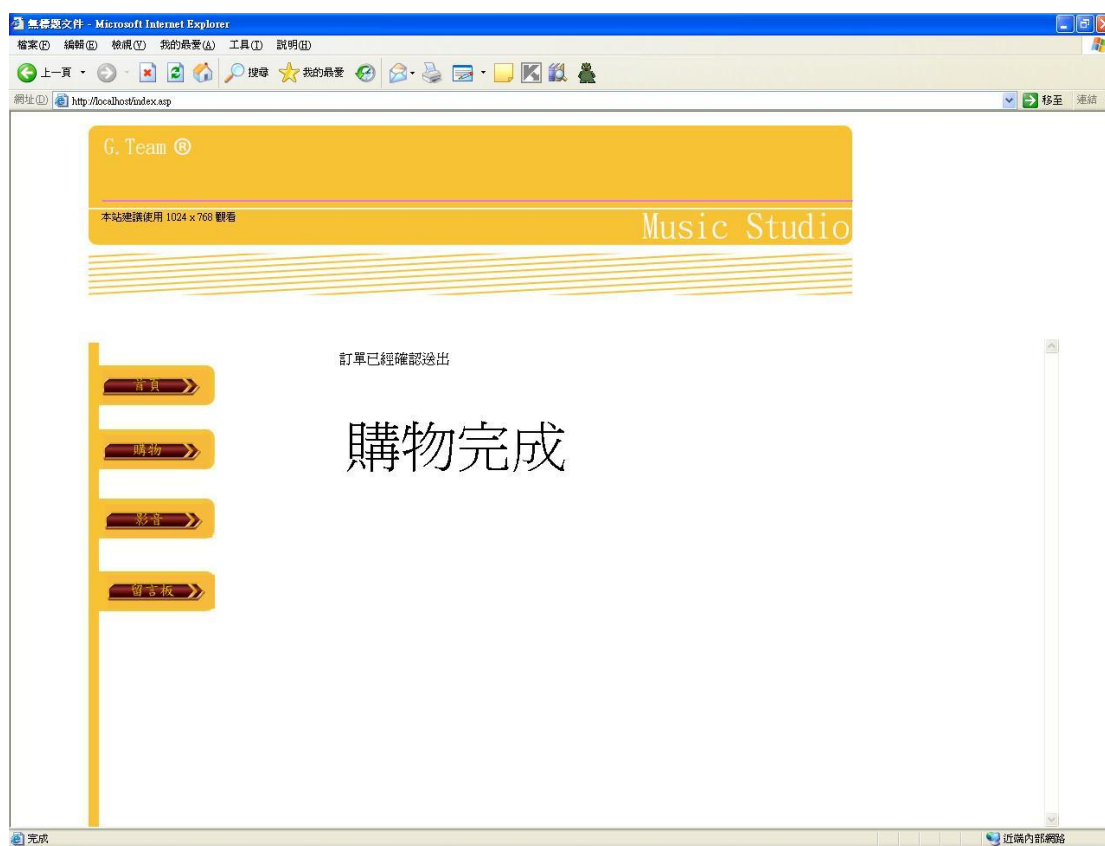 無標題文件 - Microsoft Internet Explorer
檔案(F) 編輯(E) 檢視(V) 我的最愛(A) 工具(T) 說明(H)
上一頁 搜尋 我的最愛
網址(D) http://localhost/index.asp 移至 連結
G.Team ®
本站建議使用 1024 x 768 觀看
Music Studio
訂單已經確認送出
首頁
購物完成
購物
影音
留言板
完成 近端內部網路